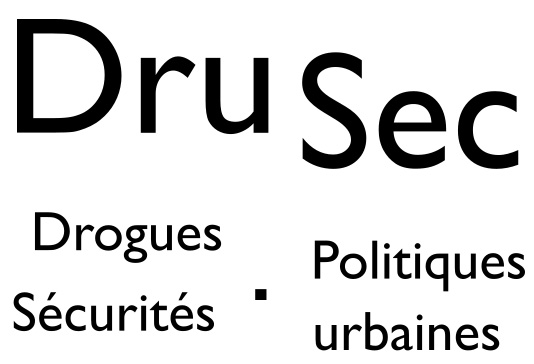 Dru Sec
Drogues
Sécurités
Politiques
urbaines